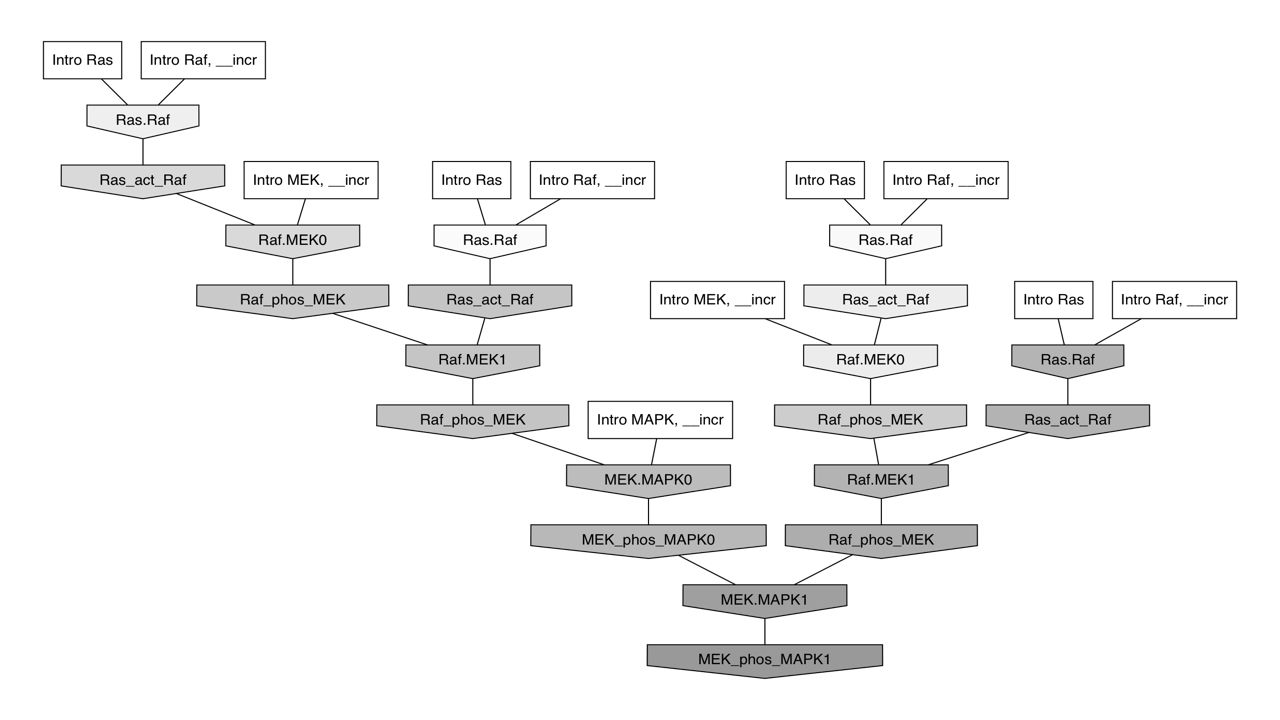 Intro Ras
Intro Raf, __incr
Ras.Raf
Ras_act_Raf
Intro MEK, __incr
Intro Ras
Intro Raf, __incr
Intro Ras
Intro Raf, __incr
Raf.MEK0
Ras.Raf
Ras.Raf
Raf_phos_MEK
Ras_act_Raf
Intro MEK, __incr
Ras_act_Raf
Intro Ras
Intro Raf, __incr
Raf.MEK1
Raf.MEK0
Ras.Raf
Raf_phos_MEK
Intro MAPK, __incr
Raf_phos_MEK
Ras_act_Raf
MEK.MAPK0
Raf.MEK1
MEK_phos_MAPK0
Raf_phos_MEK
MEK.MAPK1
MEK_phos_MAPK1